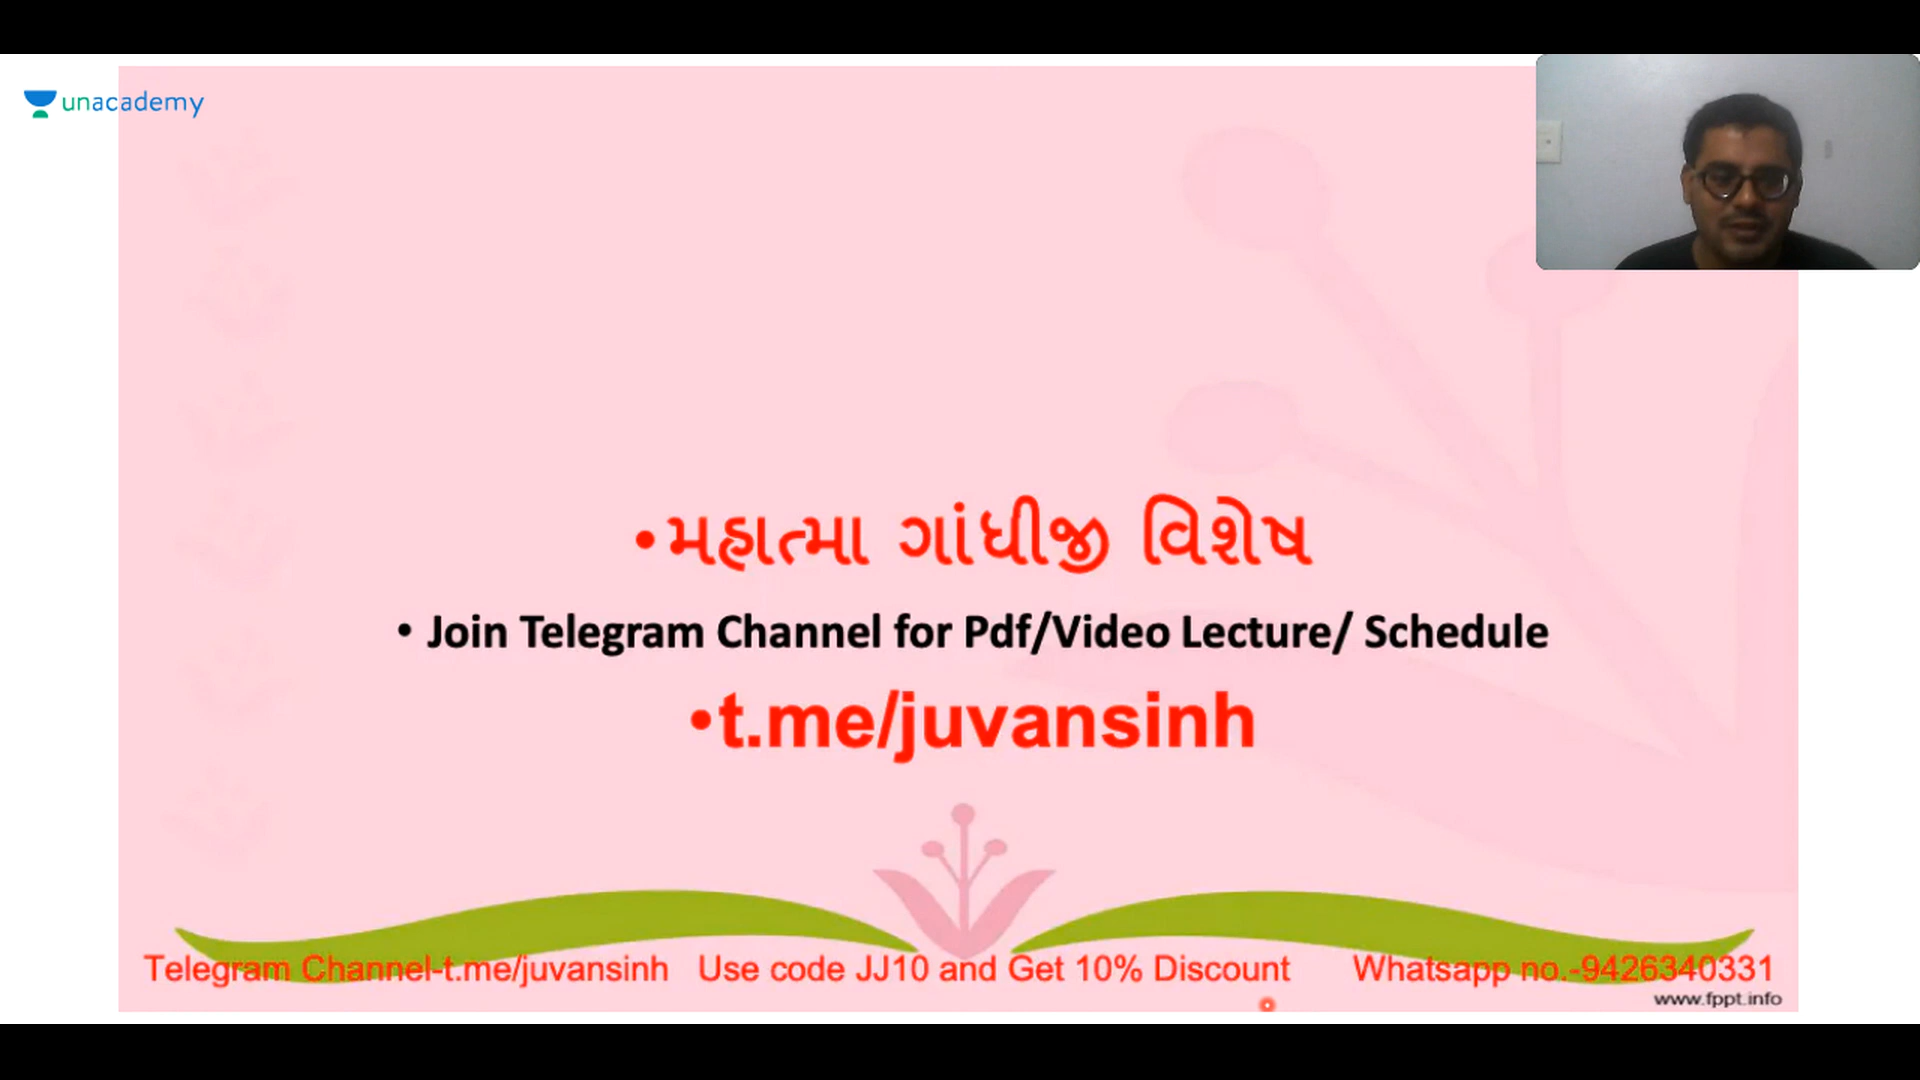 unacademy
•મહાત્મા ગાંધીજી વિશેષ
• Join Telegram Channel for Pdf/Video Lecture/ Schedule
•t.me/juvansinh
Telegram Channel-t.me/juvansinh Use code JJ10 and Get 10% Discount Whatsapp no.-9426340331
www.fppt.info